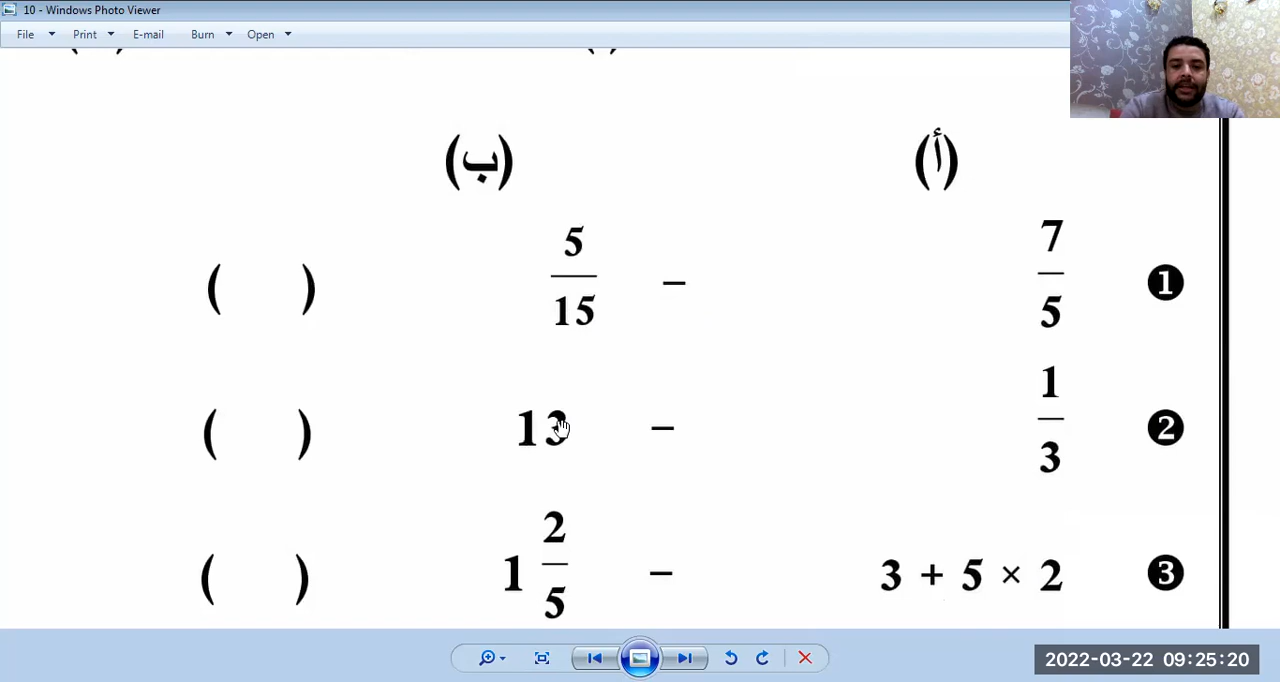 10 - Windows Photo Viewer
File Print E-mail Burn Open
(أ) (ب)
❶ 7/5 – 5/15 ( )
❷ 1/3 – 13 ( )
❸ 3 + 5 × 2 – 1 2/5 ( )
2022-03-22 09:25:20